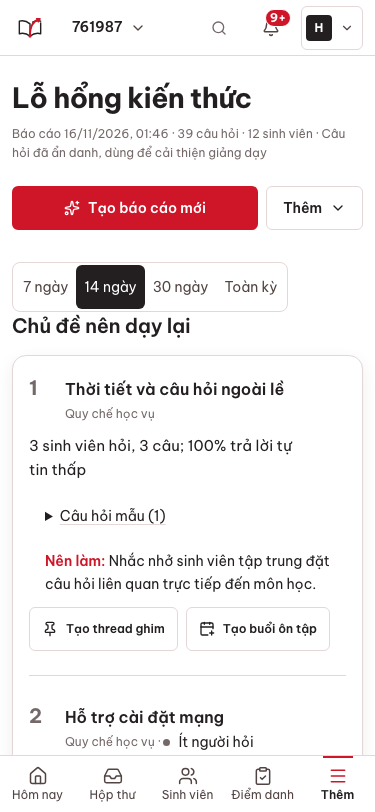 761987
9+
H
Lỗ hổng kiến thức
Báo cáo 16/11/2026, 01:46 · 39 câu hỏi · 12 sinh viên · Câu
hỏi đã ẩn danh, dùng để cải thiện giảng dạy
Tạo báo cáo mới
Thêm
7 ngày
14 ngày
30 ngày
Toàn kỳ
Chủ đề nên dạy lại
1
Thời tiết và câu hỏi ngoài lề
Quy chế học vụ
3 sinh viên hỏi, 3 câu; 100% trả lời tự
tin thấp
Câu hỏi mẫu (1)
Nên làm: Nhắc nhở sinh viên tập trung đặt
câu hỏi liên quan trực tiếp đến môn học.
Tạo thread ghim
Tạo buổi ôn tập
2
Hỗ trợ cài đặt mạng
Quy chế học vụ · Ít người hỏi
Hôm nay
Hộp thư
Sinh viên
Điểm danh
Thêm